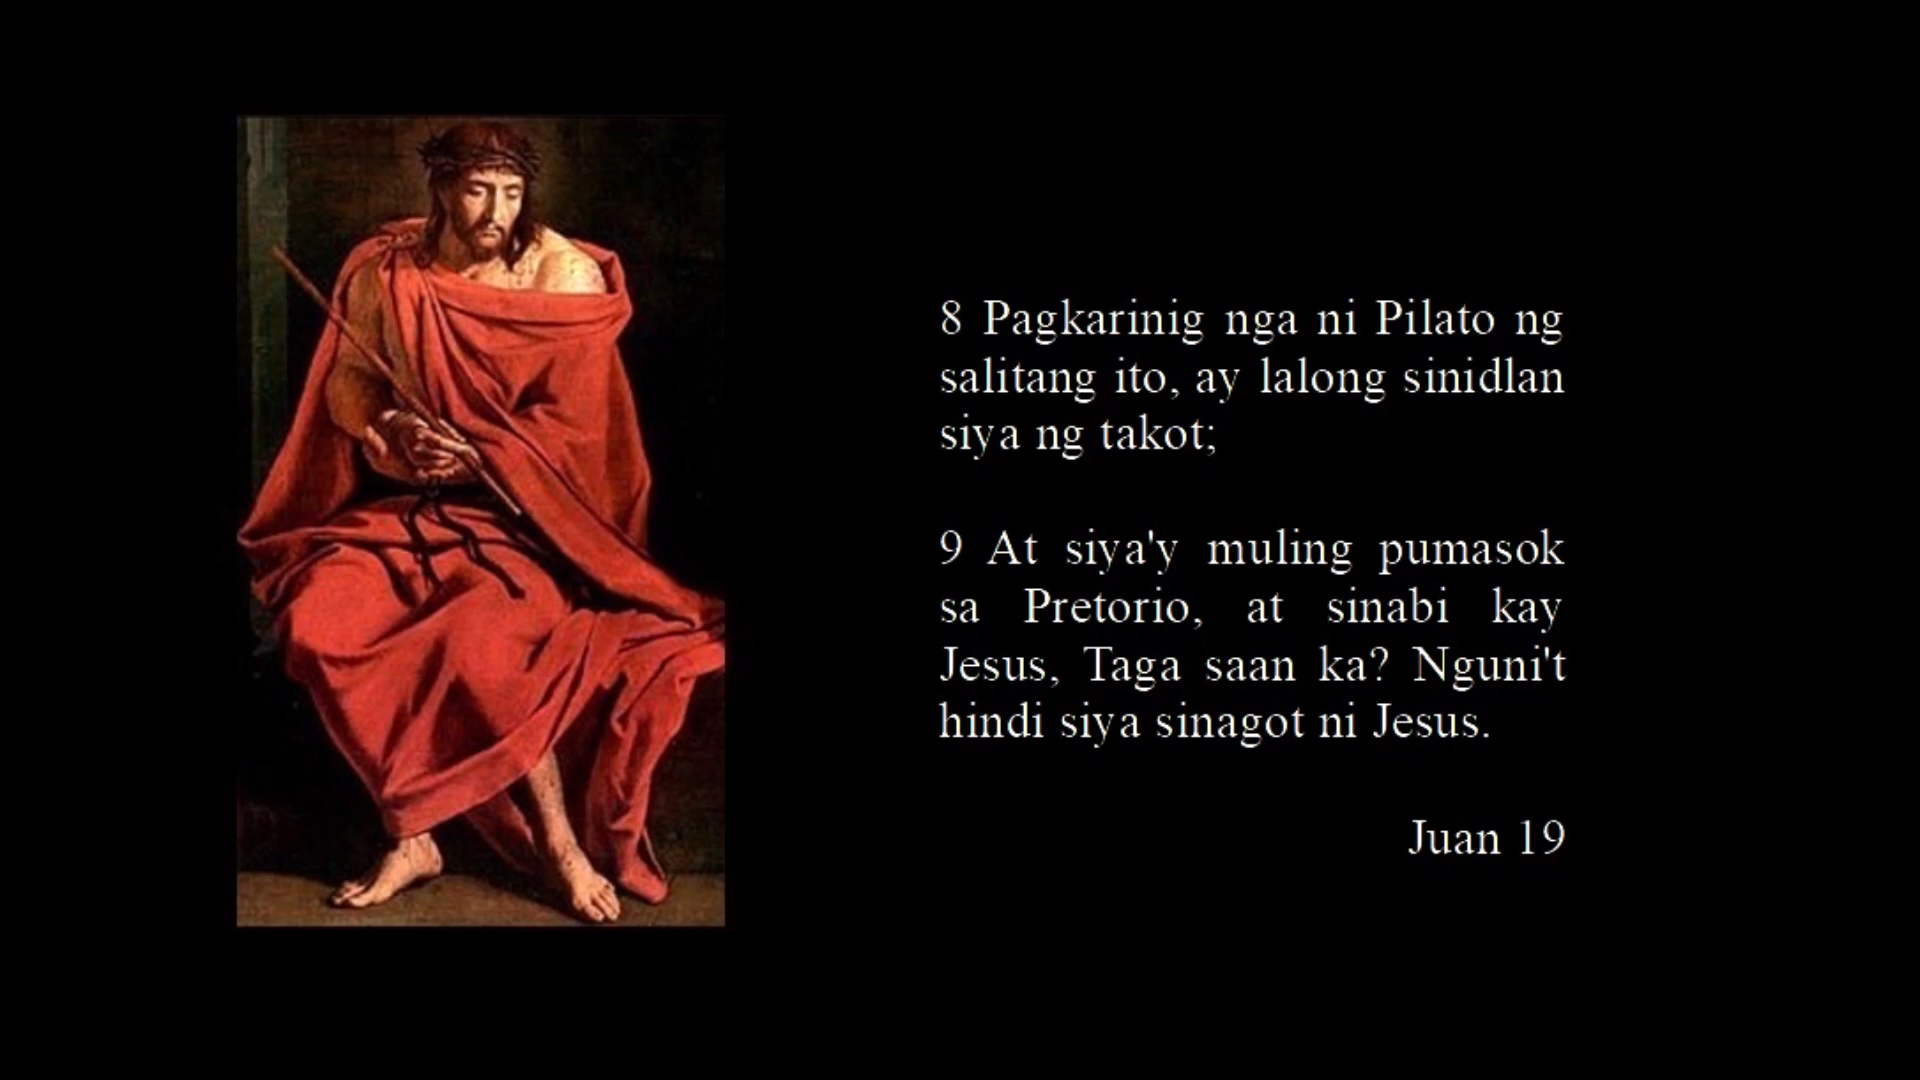 8 Pagkarinig nga ni Pilato ng
salitang ito, ay lalong sinidlan
siya ng takot;
9 At siya'y muling pumasok
sa Pretorio, at sinabi kay
Jesus, Taga saan ka? Nguni't
hindi siya sinagot ni Jesus.
Juan 19